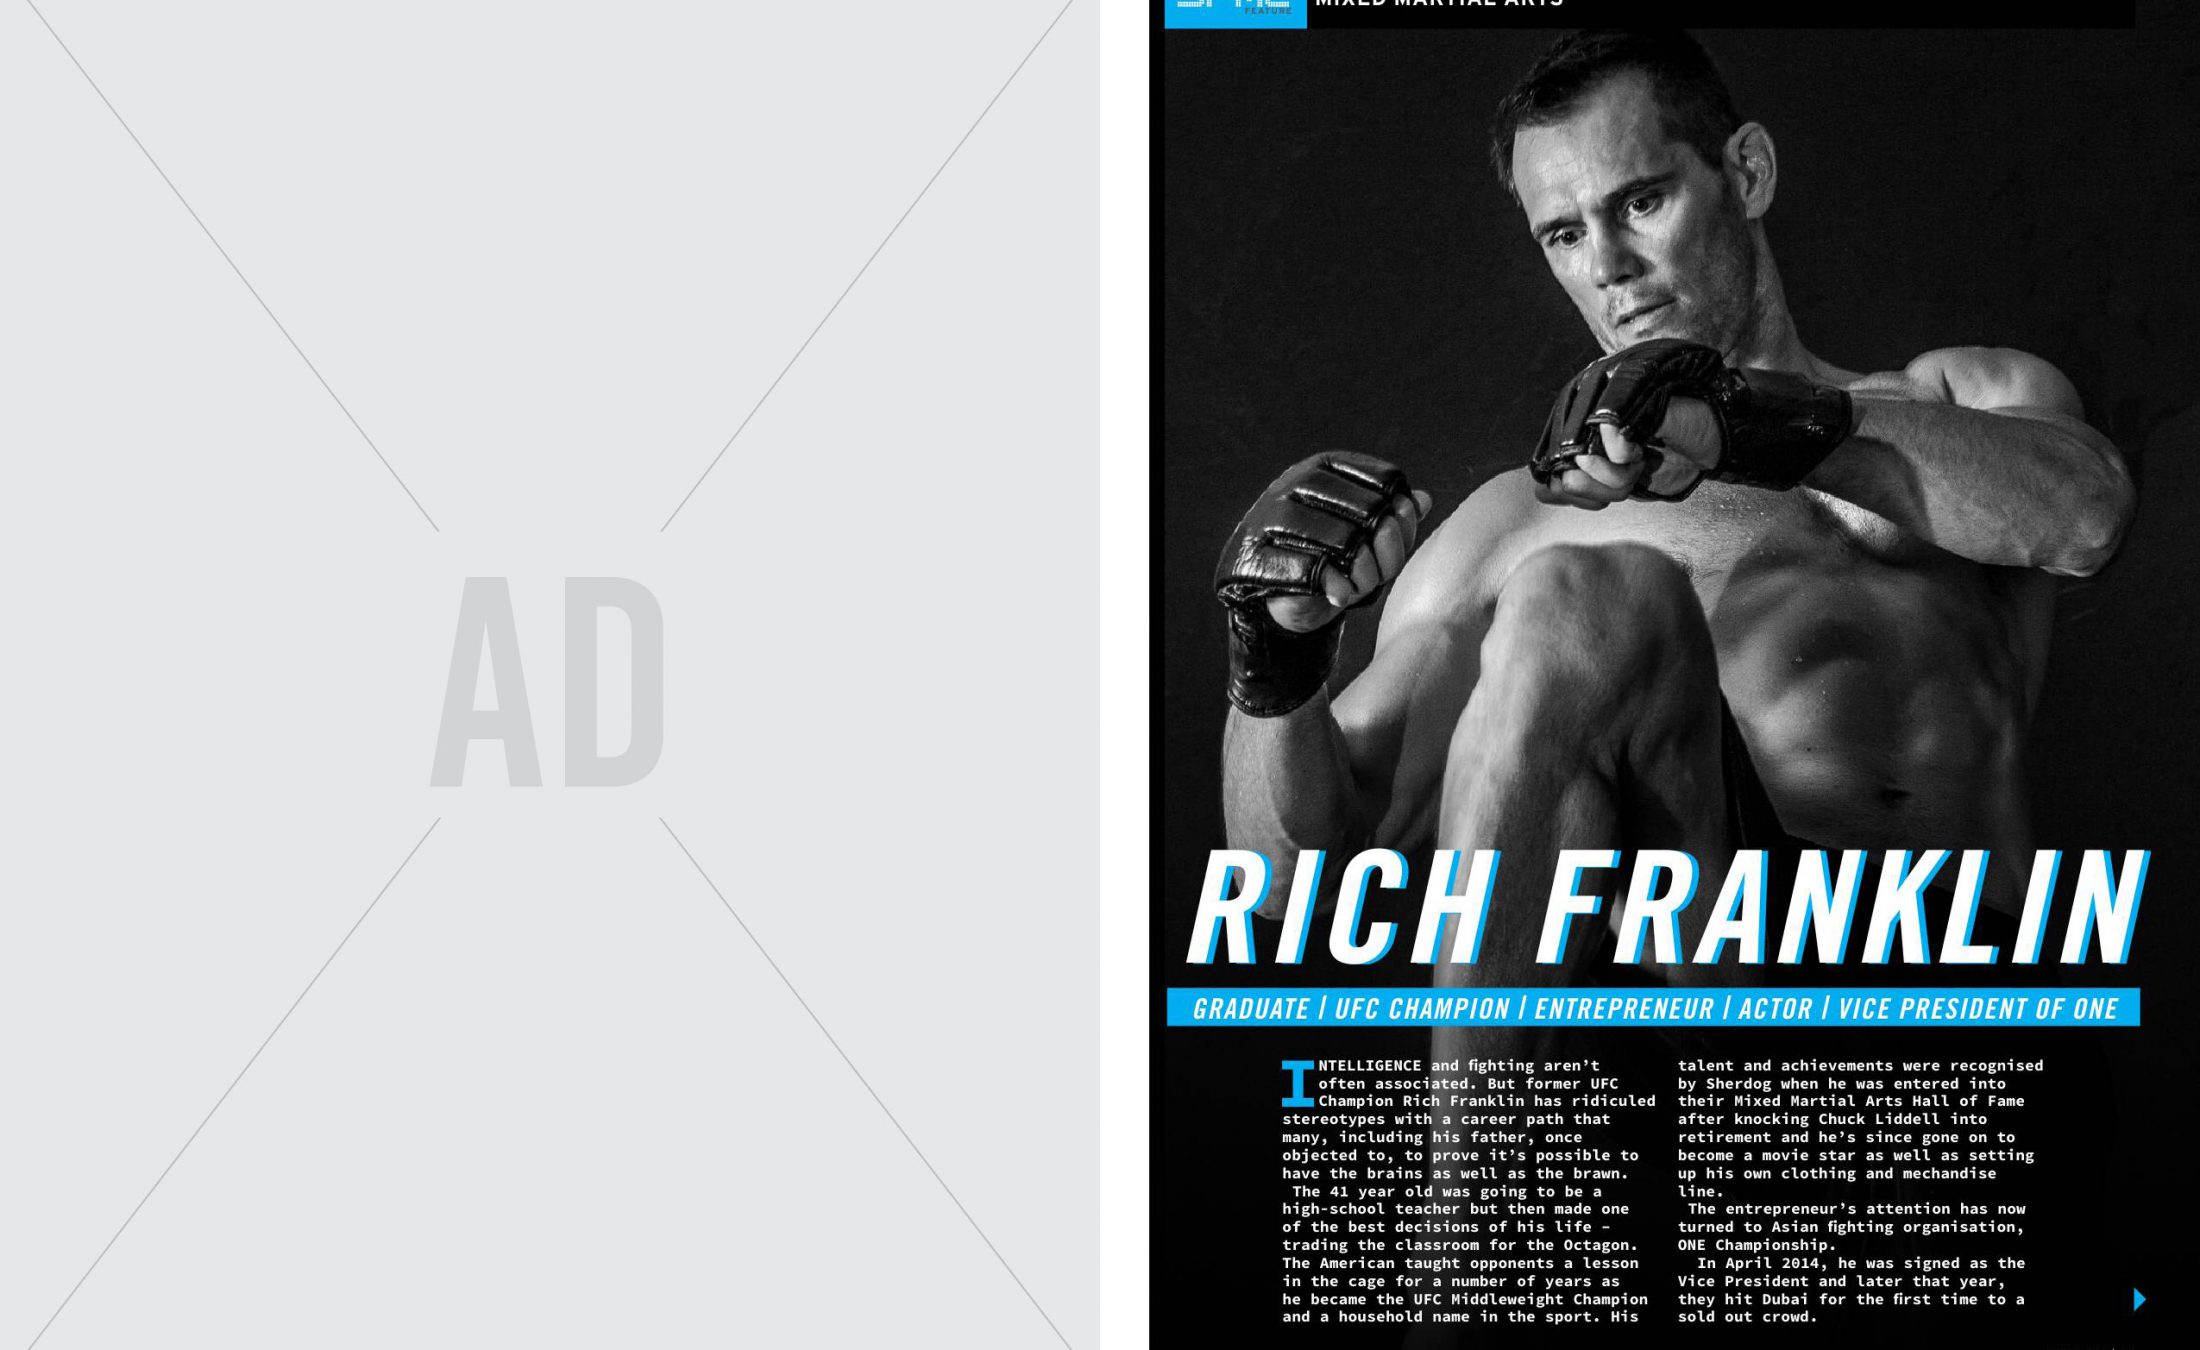 AD
FEATURE
MIXED MARTIAL ARTS
RICH FRANKLIN
GRADUATE | UFC CHAMPION | ENTREPRENEUR | ACTOR | VICE PRESIDENT OF ONE
INTELLIGENCE and fighting aren't
often associated. But former UFC
Champion Rich Franklin has ridiculed
stereotypes with a career path that
many, including his father, once
objected to, to prove it's possible to
have the brains as well as the brawn.
The 41 year old was going to be a
high-school teacher but then made one
of the best decisions of his life –
trading the classroom for the Octagon.
The American taught opponents a lesson
in the cage for a number of years as
he became the UFC Middleweight Champion
and a household name in the sport. His
talent and achievements were recognised
by Sherdog when he was entered into
their Mixed Martial Arts Hall of Fame
after knocking Chuck Liddell into
retirement and he's since gone on to
become a movie star as well as setting
up his own clothing and mechandise
line.
The entrepreneur's attention has now
turned to Asian fighting organisation,
ONE Championship.
In April 2014, he was signed as the
Vice President and later that year,
they hit Dubai for the first time to a
sold out crowd.